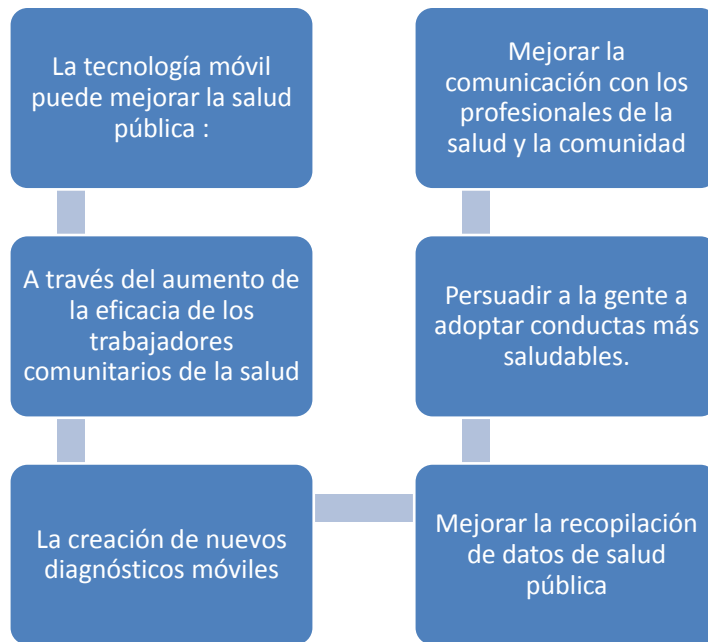 La tecnología móvil
puede mejorar la salud
pública :
A través del aumento de
la eficacia de los
trabajadores
comunitarios de la salud
La creación de nuevos
diagnósticos móviles
Mejorar la recopilación
de datos de salud
pública
Persuadir a la gente a
adoptar conductas más
saludables.
Mejorar la
comunicación con los
profesionales de la
salud y la comunidad